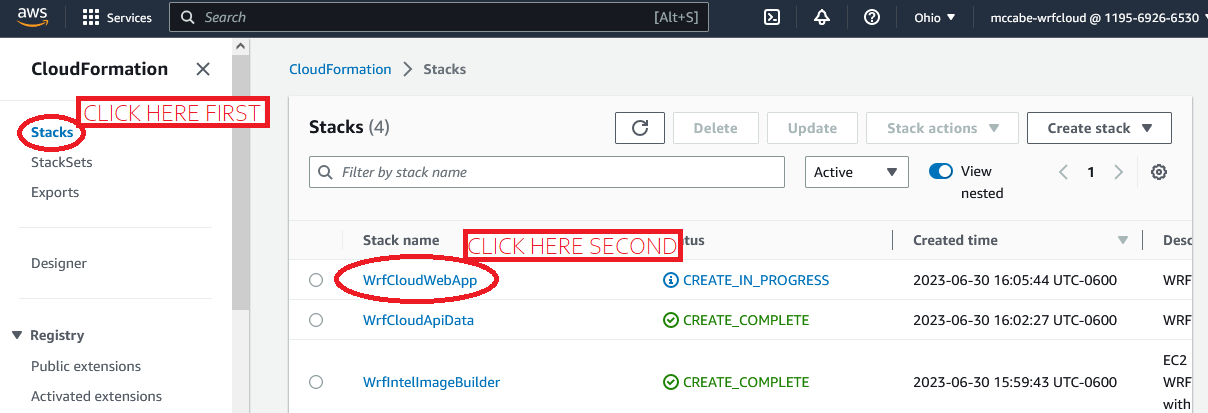 aws
Services
Search
[Alt+S]
Ohio
mccabe-wrfcloud @ 1195-6926-6530
CloudFormation
CLICK HERE FIRST
Stacks
StackSets
Exports
Designer
Registry
Public extensions
Activated extensions
CloudFormation
Stacks
Stacks (4)
Delete
Update
Stack actions
Create stack
Filter by stack name
Active
View
nested
1
CLICK HERE SECOND
Stack name
tus
Created time
Desc
WrfCloudWebApp
CREATE_IN_PROGRESS
2023-06-30 16:05:44 UTC-0600
WRF
WrfCloudApiData
CREATE_COMPLETE
2023-06-30 16:02:27 UTC-0600
WRF
WrfIntelImageBuilder
CREATE_COMPLETE
2023-06-30 15:59:43 UTC-0600
EC2
WRF
with